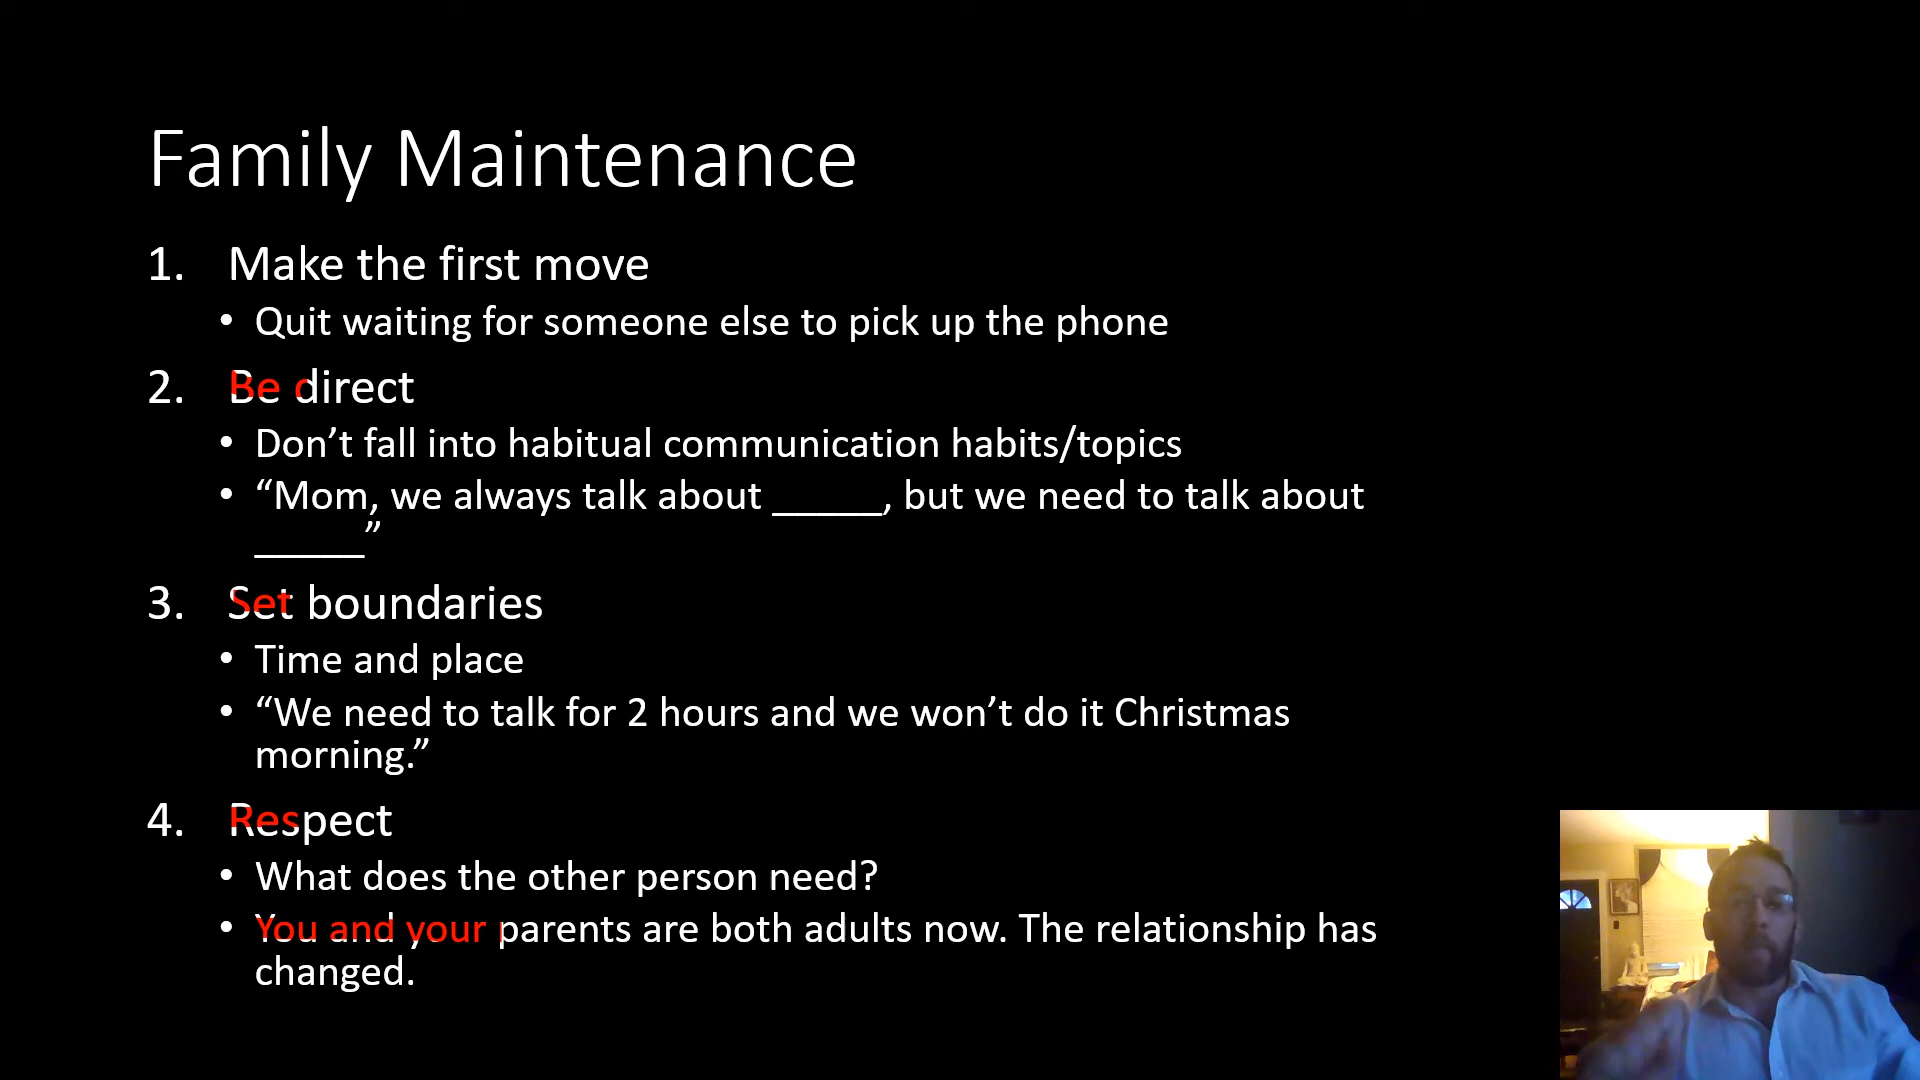 Family Maintenance
1. Make the first move
• Quit waiting for someone else to pick up the phone
2. Be direct
• Don’t fall into habitual communication habits/topics
• “Mom, we always talk about _____, but we need to talk about
_____”
3. Set boundaries
• Time and place
• “We need to talk for 2 hours and we won’t do it Christmas
morning.”
4. Respect
• What does the other person need?
• You and your parents are both adults now. The relationship has
changed.